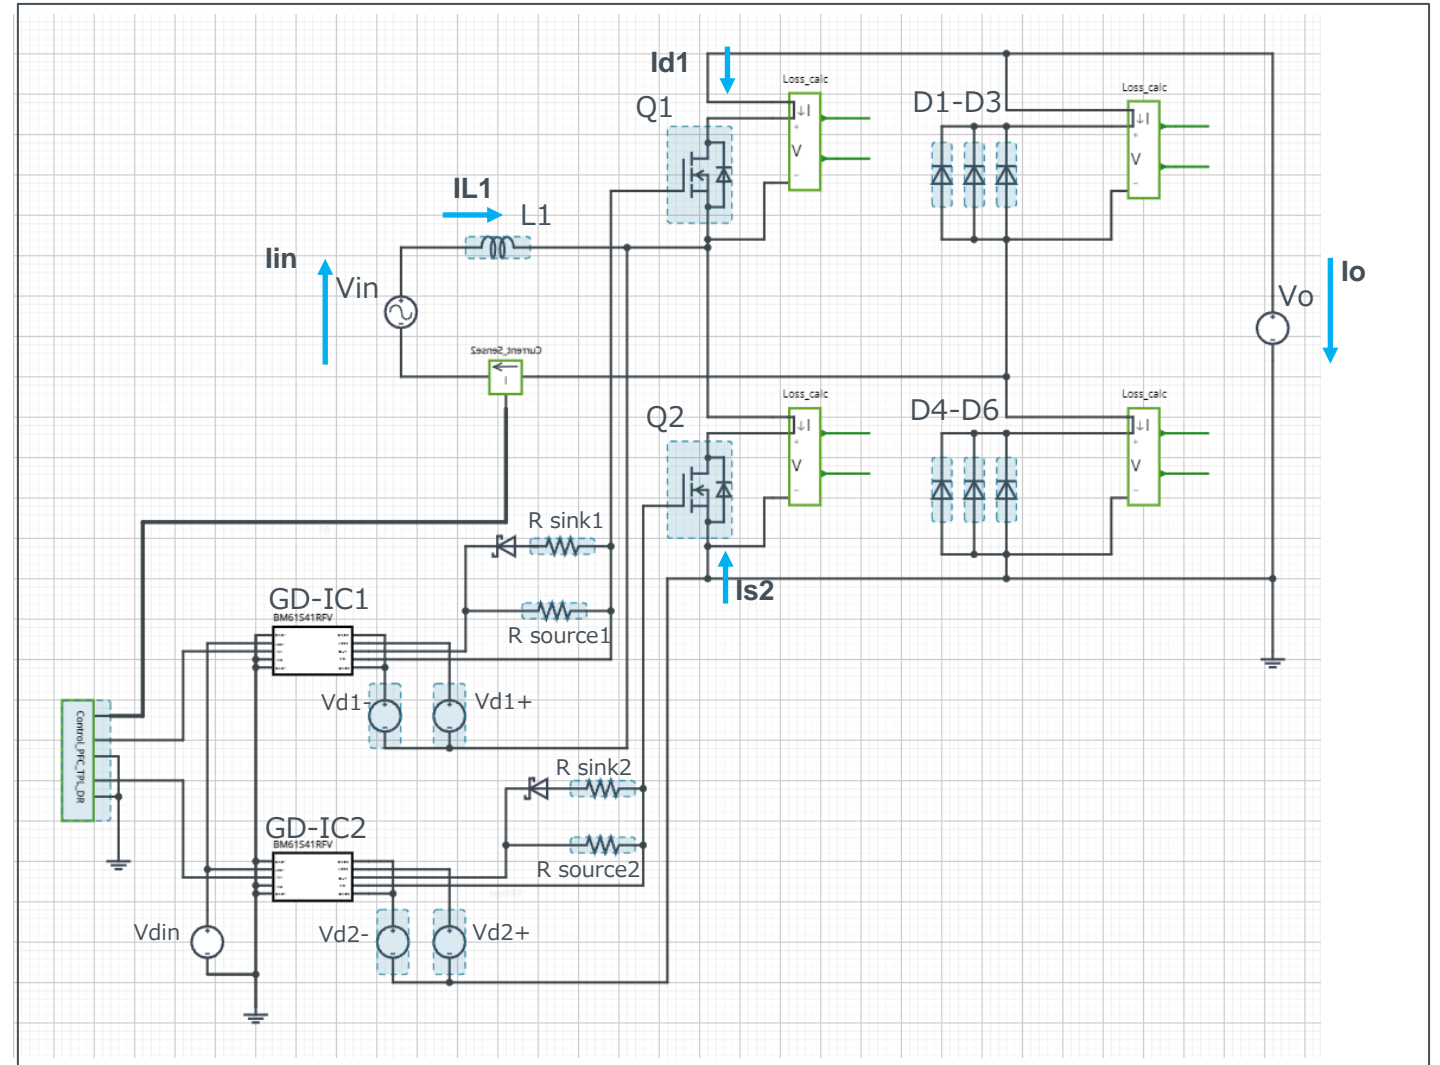 Id1
Loss_calc
Loss_calc
Q1
D1-D3
↓I
+
V
-
↓I
+
V
-
IL1
L1
Iin
Vin
Io
Vo
Current_Sense2
I
Loss_calc
Loss_calc
Q2
D4-D6
↓I
+
V
-
↓I
+
V
-
R sink1
Is2
GD-IC1
BM61S41RFV
R source1
Vd1-
Vd1+
Control_PFC_TPL_DR
R sink2
GD-IC2
BM61S41RFV
R source2
Vdin
Vd2-
Vd2+